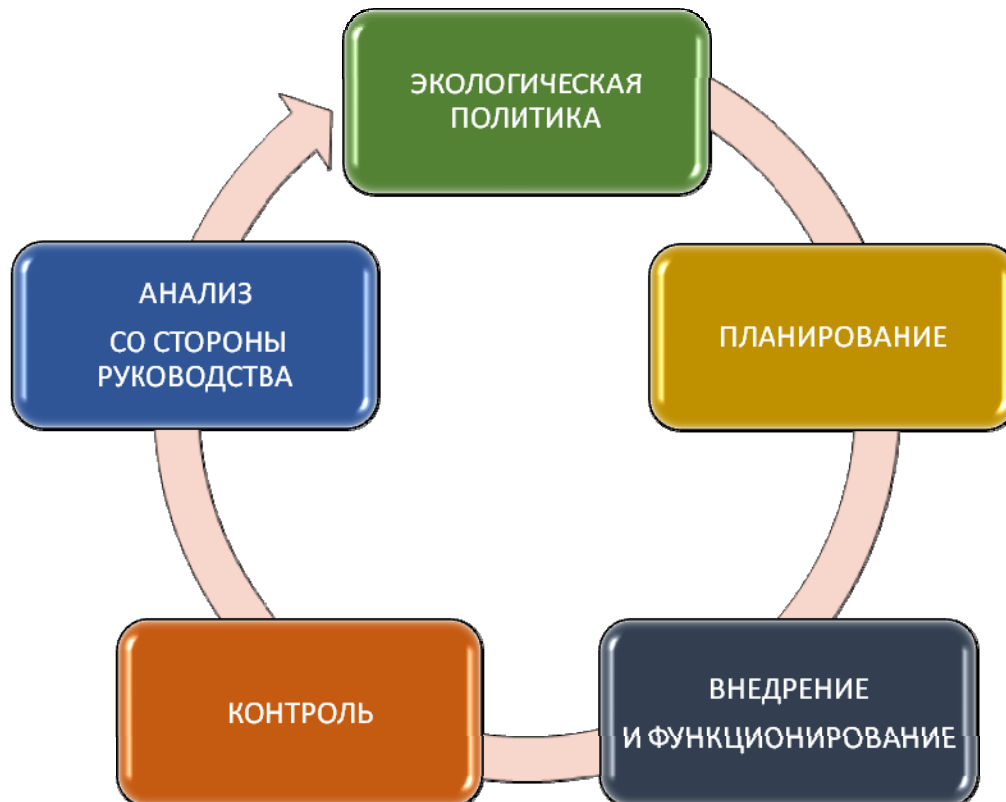 ЭКОЛОГИЧЕСКАЯ
ПОЛИТИКА
ПЛАНИРОВАНИЕ
ВНЕДРЕНИЕ
И ФУНКЦИОНИРОВАНИЕ
КОНТРОЛЬ
АНАЛИЗ
СО СТОРОНЫ
РУКОВОДСТВА